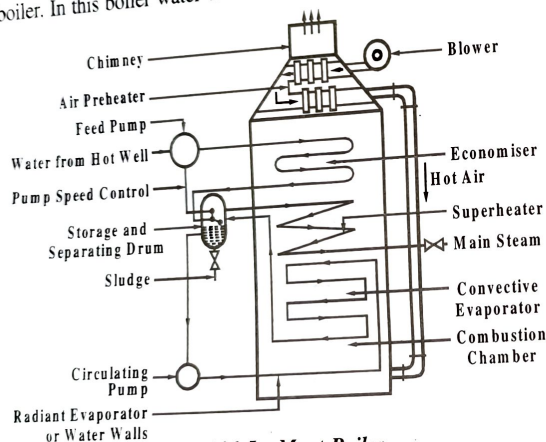 boiler. In this boiler water
Chimney
Blower
Air Preheater
Feed Pump
Water from Hot Well
Economiser
Hot Air
Pump Speed Control
Superheater
Storage and
Separating Drum
Main Steam
Sludge
Convective
Evaporator
Combustion
Chamber
Circulating
Pump
Radiant Evaporator
or Water Walls